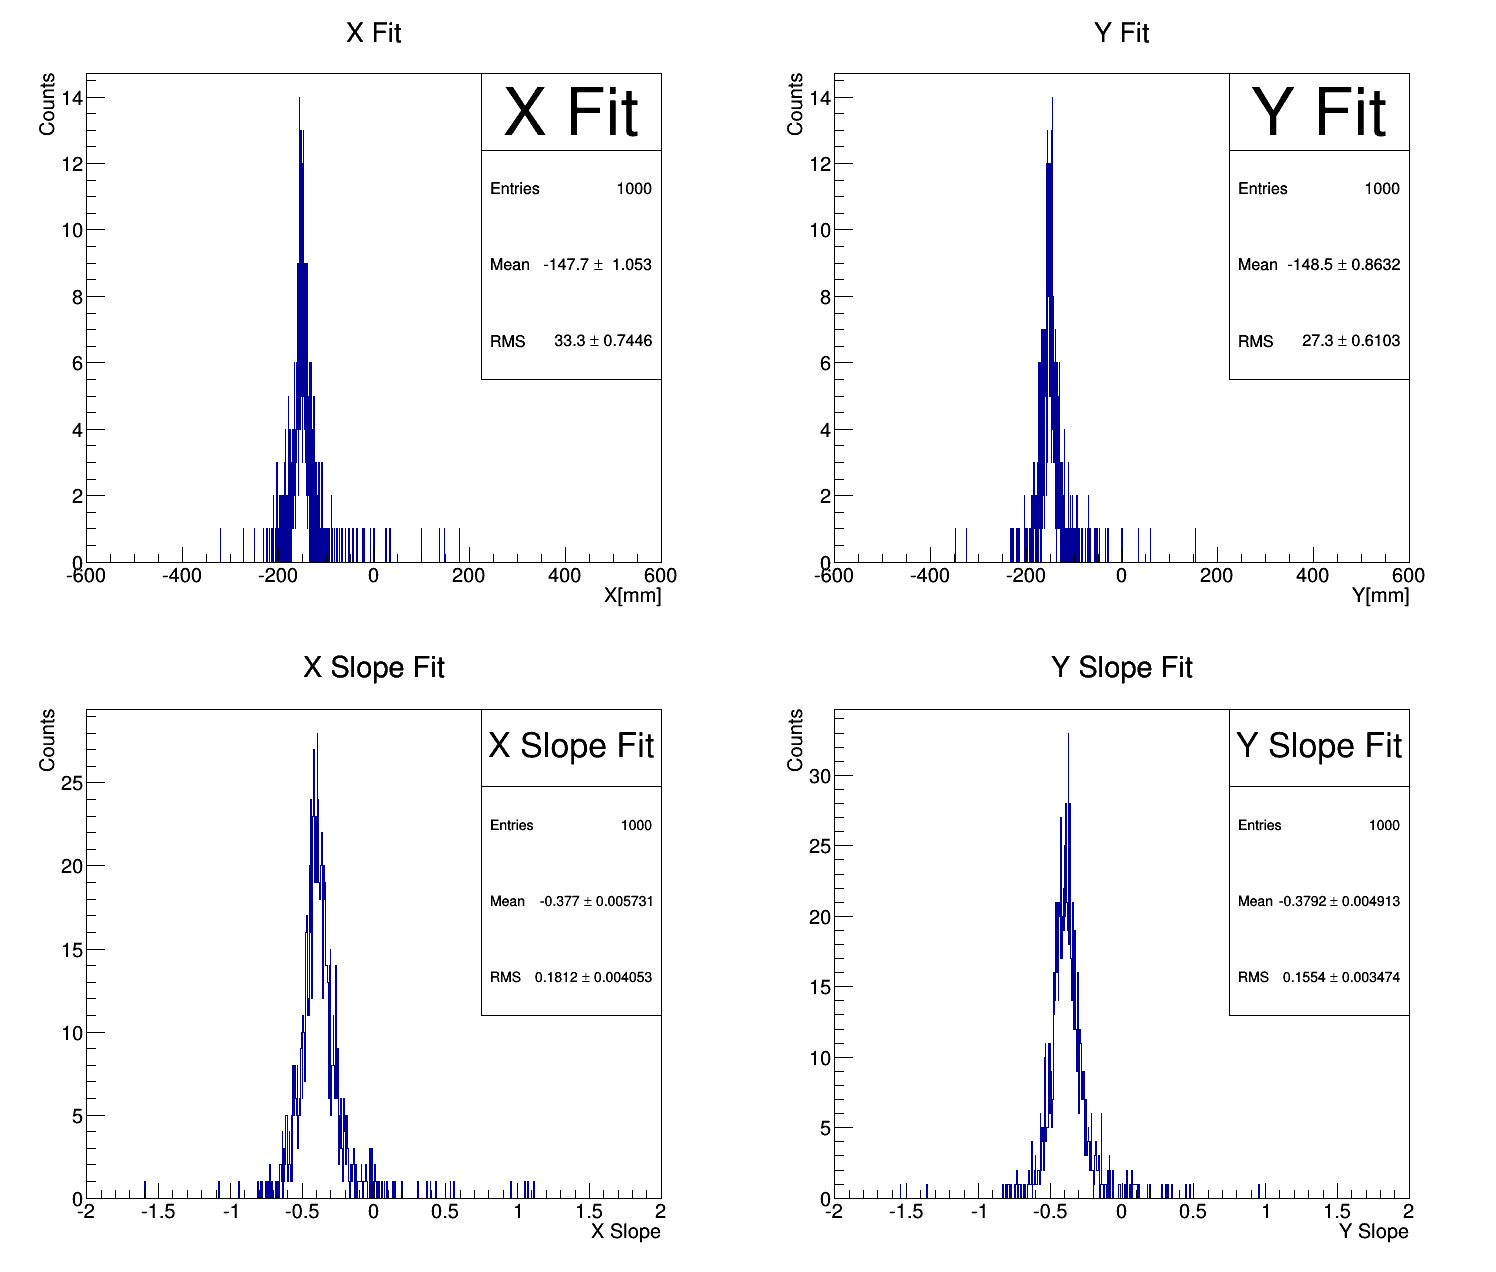 X Fit
Counts
14
12
10
8
6
4
2
0
-600 -400 -200 0 200 400 600
X[mm]
X Fit
Entries 1000
Mean -147.7 ± 1.053
RMS 33.3 ± 0.7446
Y Fit
Counts
14
12
10
8
6
4
2
0
-600 -400 -200 0 200 400 600
Y[mm]
Y Fit
Entries 1000
Mean -148.5 ± 0.8632
RMS 27.3 ± 0.6103
X Slope Fit
Counts
25
20
15
10
5
0
-2 -1.5 -1 -0.5 0 0.5 1 1.5 2
X Slope
X Slope Fit
Entries 1000
Mean -0.377 ± 0.005731
RMS 0.1812 ± 0.004053
Y Slope Fit
Counts
30
25
20
15
10
5
0
-2 -1.5 -1 -0.5 0 0.5 1 1.5 2
Y Slope
Y Slope Fit
Entries 1000
Mean -0.3792 ± 0.004913
RMS 0.1554 ± 0.003474